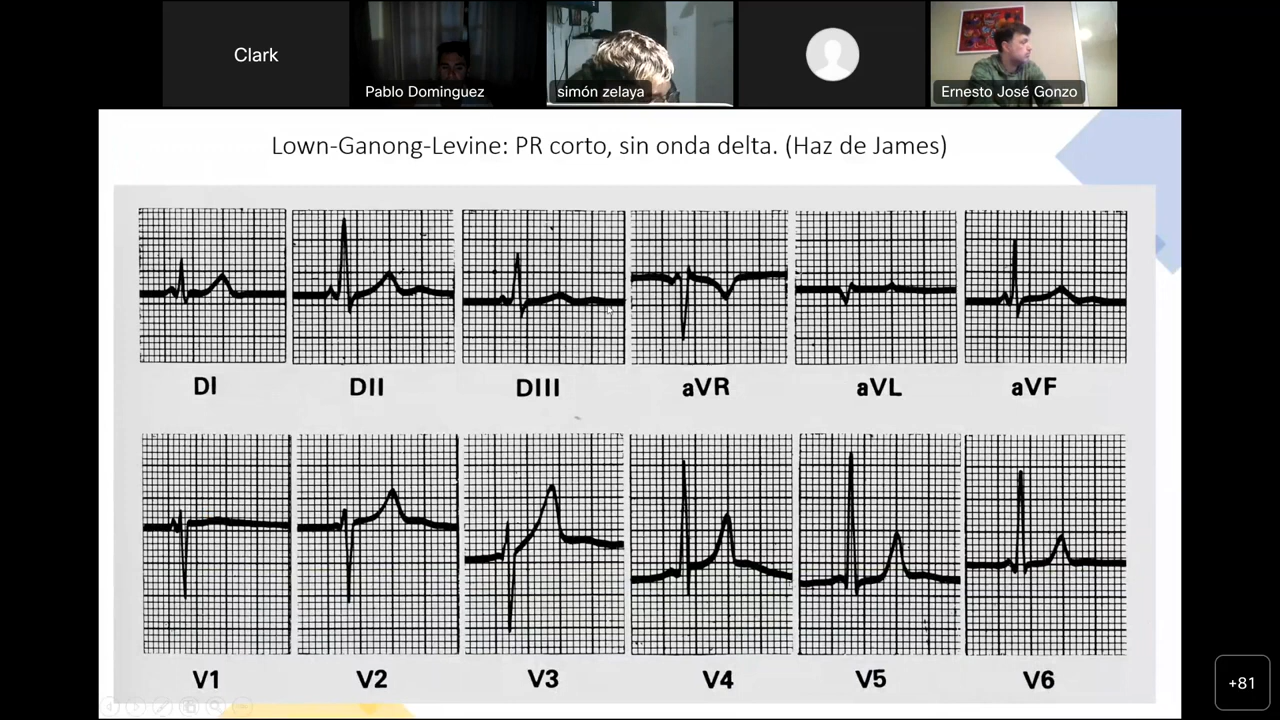 Clark
Pablo Dominguez
simón zelaya
Ernesto José Gonzo
Lown-Ganong-Levine: PR corto, sin onda delta. (Haz de James)
DI DII DIII aVR aVL aVF
V1 V2 V3 V4 V5 V6
+81